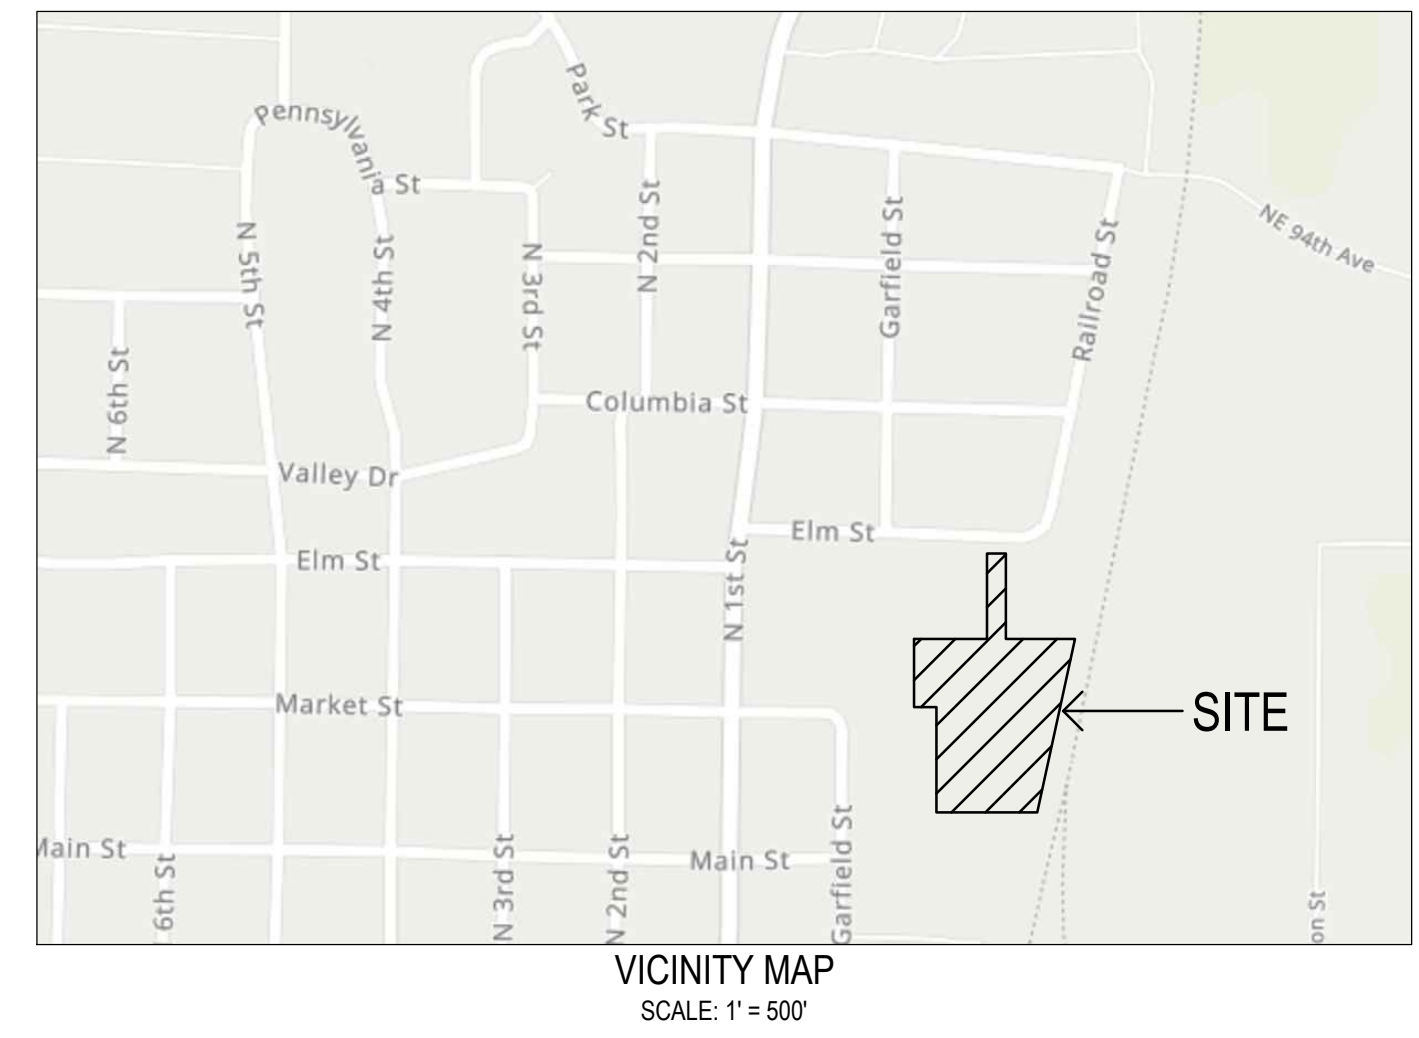 Park St
Pennsylvania St
N 5th St
N 4th St
N 3rd St
N 2nd St
Garfield St
Railroad St
NE 94th Ave
N 6th St
Columbia St
Valley Dr
Elm St
Elm St
N 1st St
Market St
SITE
Main St
Main St
6th St
N 3rd St
N 2nd St
Garfield St
on St
VICINITY MAP
SCALE: 1' = 500'